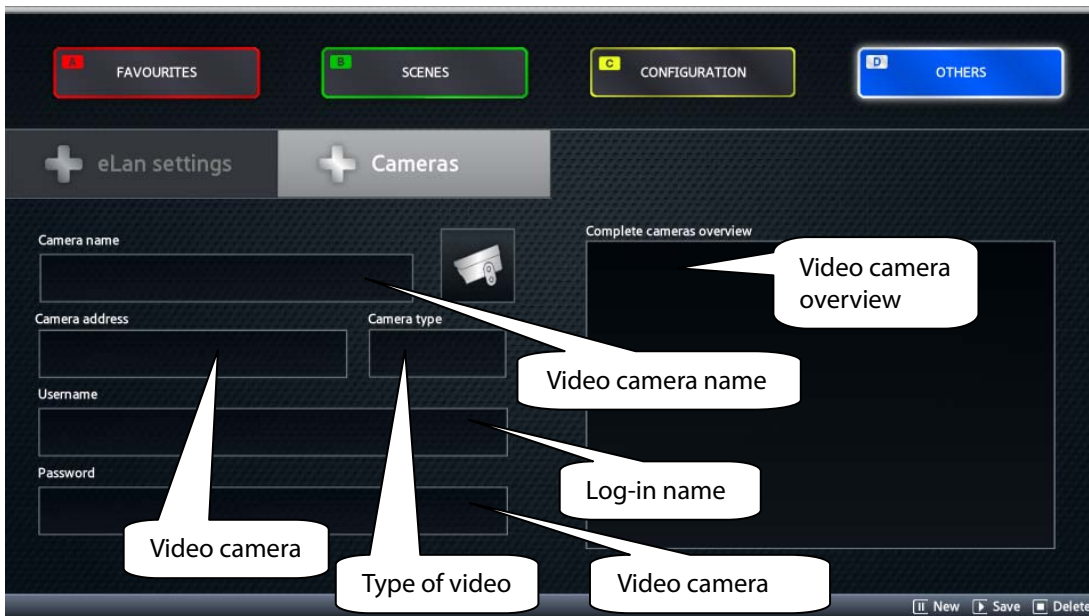 A FAVOURITES
B SCENES
C CONFIGURATION
D OTHERS
eLan settings
Cameras
Camera name
Complete cameras overview
Video camera
overview
Camera address
Camera type
Video camera name
Username
Log-in name
Password
Video camera
Type of video
Video camera
New Save Delete